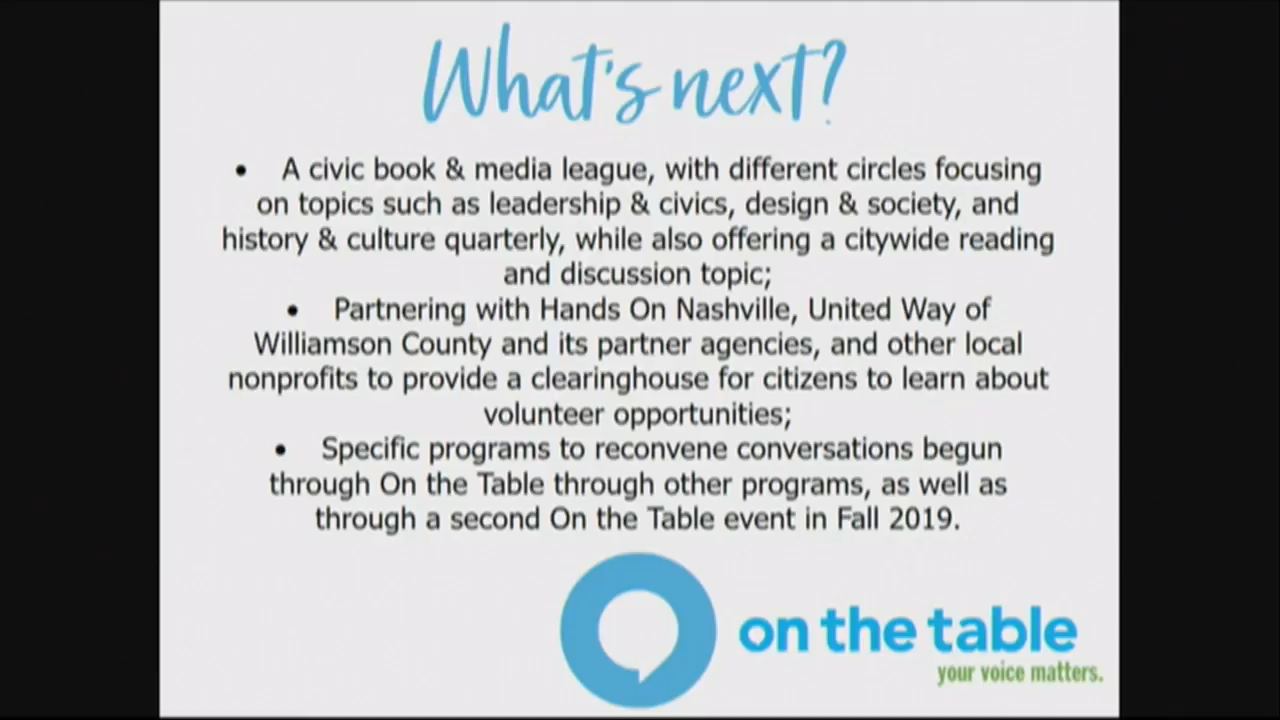 What's next?
• A civic book & media league, with different circles focusing
on topics such as leadership & civics, design & society, and
history & culture quarterly, while also offering a citywide reading
and discussion topic;
• Partnering with Hands On Nashville, United Way of
Williamson County and its partner agencies, and other local
nonprofits to provide a clearinghouse for citizens to learn about
volunteer opportunities;
• Specific programs to reconvene conversations begun
through On the Table through other programs, as well as
through a second On the Table event in Fall 2019.
on the table
your voice matters.